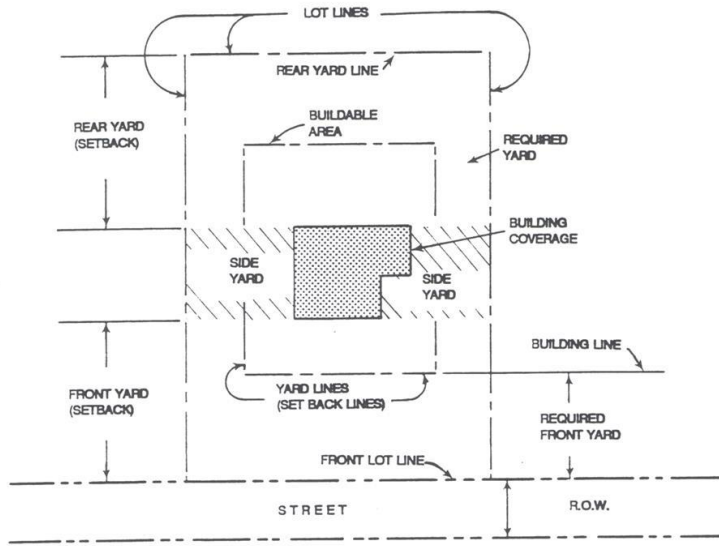 LOT LINES
REAR YARD LINE
REAR YARD
(SETBACK)
BUILDABLE
AREA
REQUIRED
YARD
BUILDING
COVERAGE
SIDE
YARD
SIDE
YARD
BUILDING LINE
FRONT YARD
(SETBACK)
YARD LINES
(SET BACK LINES)
REQUIRED
FRONT YARD
FRONT LOT LINE
STREET
R.O.W.